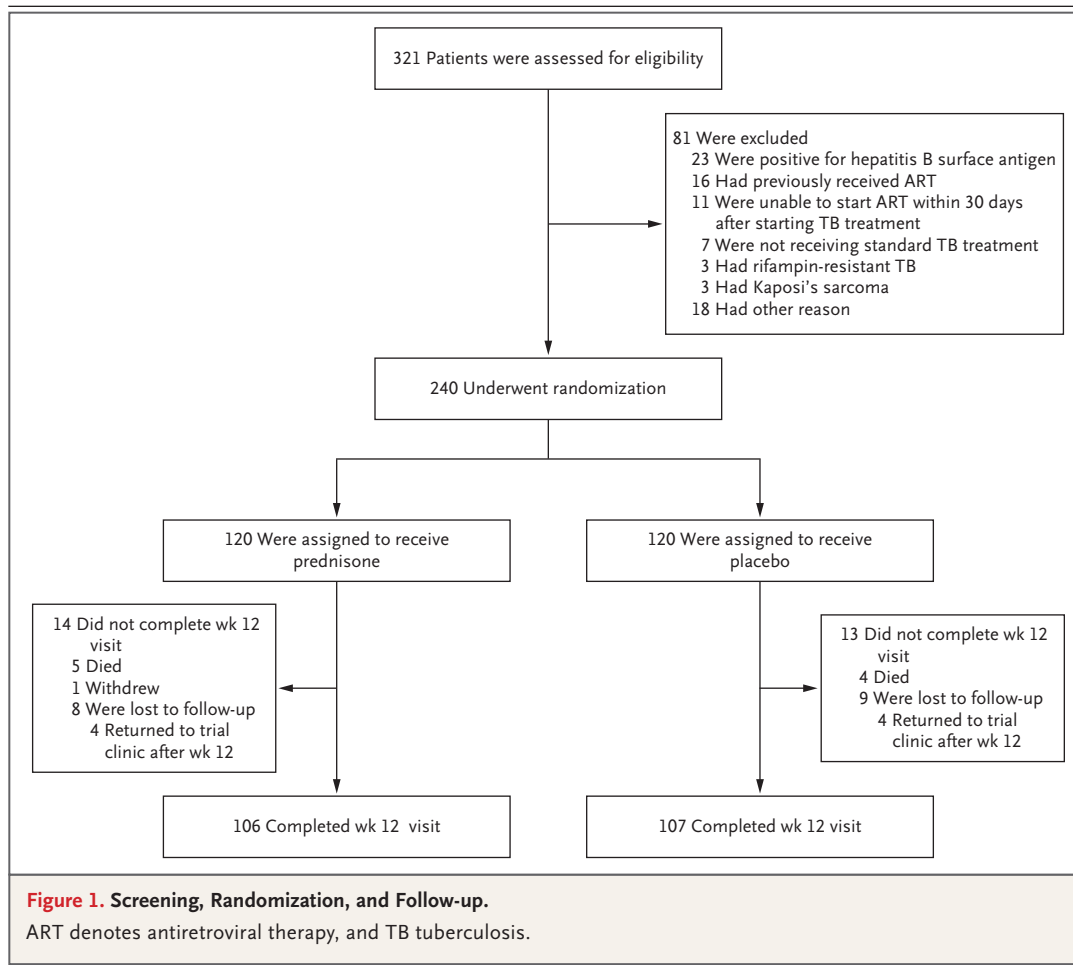 321 Patients were assessed for eligibility
81 Were excluded
23 Were positive for hepatitis B surface antigen
16 Had previously received ART
11 Were unable to start ART within 30 days
after starting TB treatment
7 Were not receiving standard TB treatment
3 Had rifampin-resistant TB
3 Had Kaposi's sarcoma
18 Had other reason
240 Underwent randomization
120 Were assigned to receive
prednisone
120 Were assigned to receive
placebo
14 Did not complete wk 12
visit
5 Died
1 Withdrew
8 Were lost to follow-up
4 Returned to trial
clinic after wk 12
13 Did not complete wk 12
visit
4 Died
9 Were lost to follow-up
4 Returned to trial
clinic after wk 12
106 Completed wk 12 visit
107 Completed wk 12 visit
Figure 1. Screening, Randomization, and Follow-up.
ART denotes antiretroviral therapy, and TB tuberculosis.